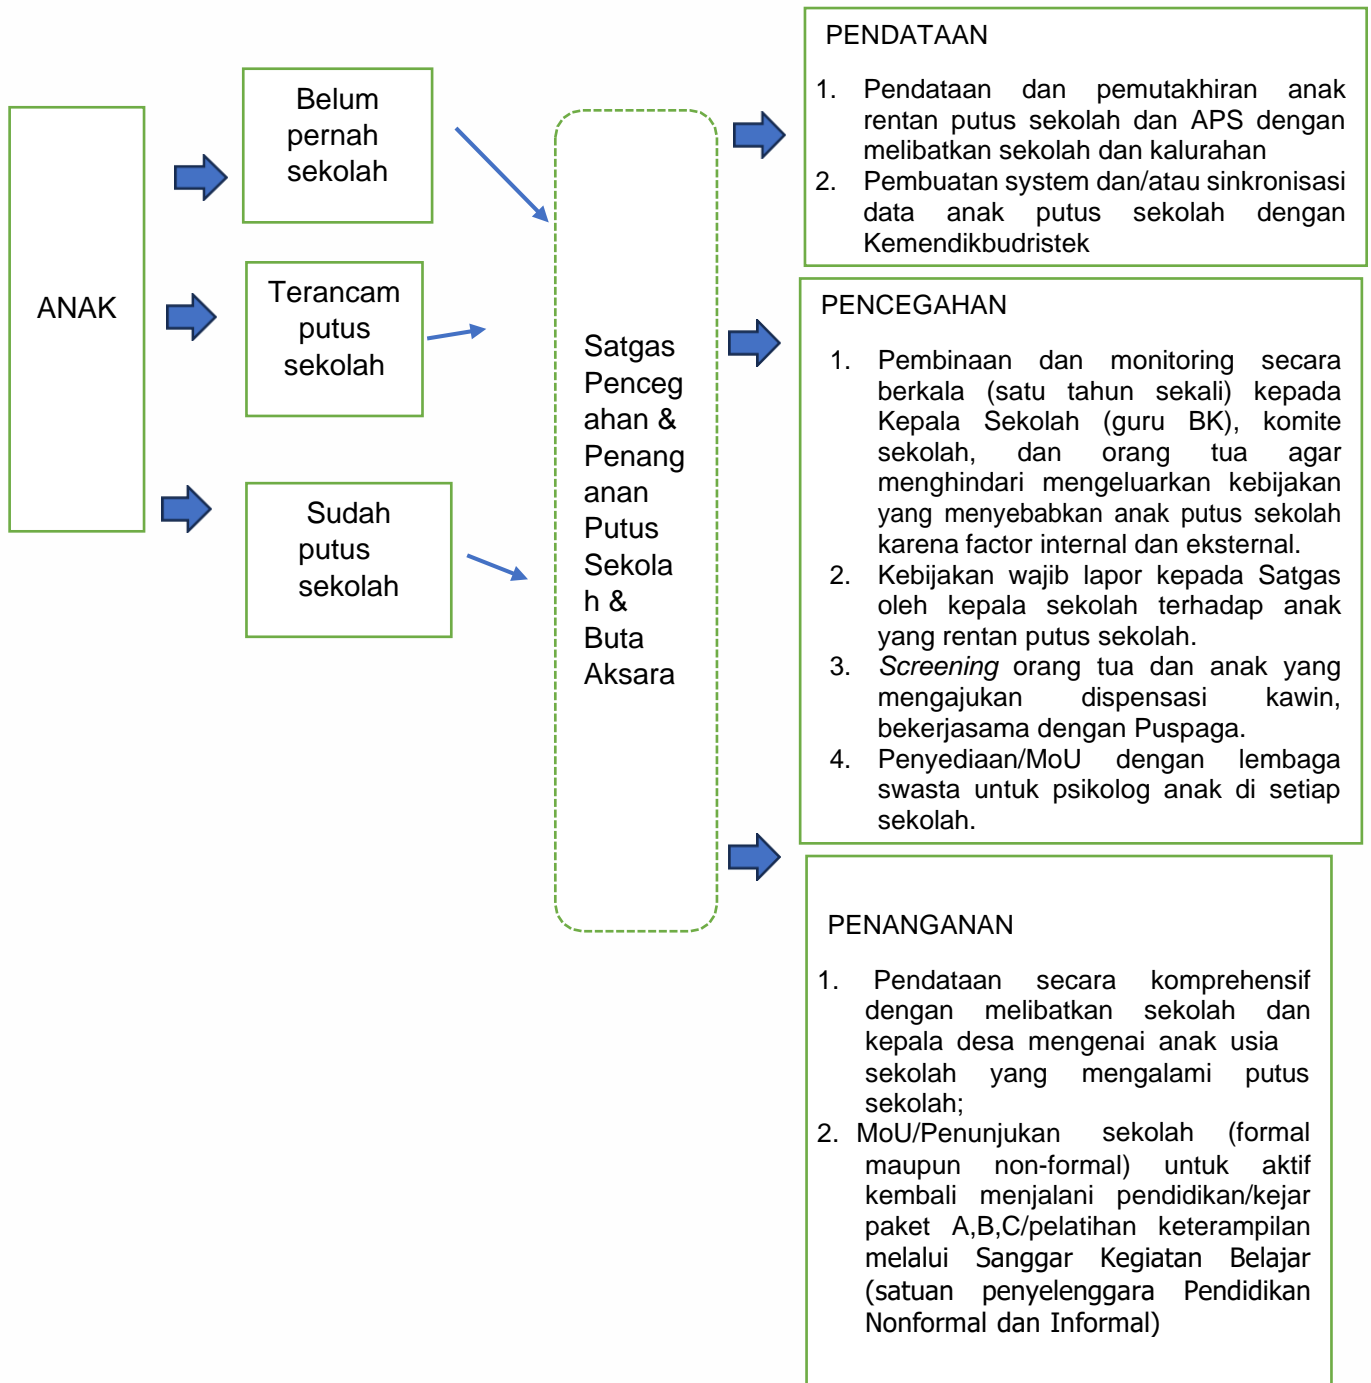 ANAK
Belum
pernah
sekolah
Terancam
putus
sekolah
Sudah
putus
sekolah
Satgas
Penceg
ahan &
Penang
anan
Putus
Sekola
h &
Buta
Aksara
PENDATAAN
1. Pendataan dan pemutakhiran anak
rentan putus sekolah dan APS dengan
melibatkan sekolah dan kalurahan
2. Pembuatan system dan/atau sinkronisasi
data anak putus sekolah dengan
Kemendikbudristek
PENCEGAHAN
1. Pembinaan dan monitoring secara
berkala (satu tahun sekali) kepada
Kepala Sekolah (guru BK), komite
sekolah, dan orang tua agar
menghindari mengeluarkan kebijakan
yang menyebabkan anak putus sekolah
karena factor internal dan eksternal.
2. Kebijakan wajib lapor kepada Satgas
oleh kepala sekolah terhadap anak
yang rentan putus sekolah.
3. Screening orang tua dan anak yang
mengajukan dispensasi kawin,
bekerjasama dengan Puspaga.
4. Penyediaan/MoU dengan lembaga
swasta untuk psikolog anak di setiap
sekolah.
PENANGANAN
1. Pendataan secara komprehensif
dengan melibatkan sekolah dan
kepala desa mengenai anak usia
sekolah yang mengalami putus
sekolah;
2. MoU/Penunjukan sekolah (formal
maupun non-formal) untuk aktif
kembali menjalani pendidikan/kejar
paket A,B,C/pelatihan keterampilan
melalui Sanggar Kegiatan Belajar
(satuan penyelenggara Pendidikan
Nonformal dan Informal)